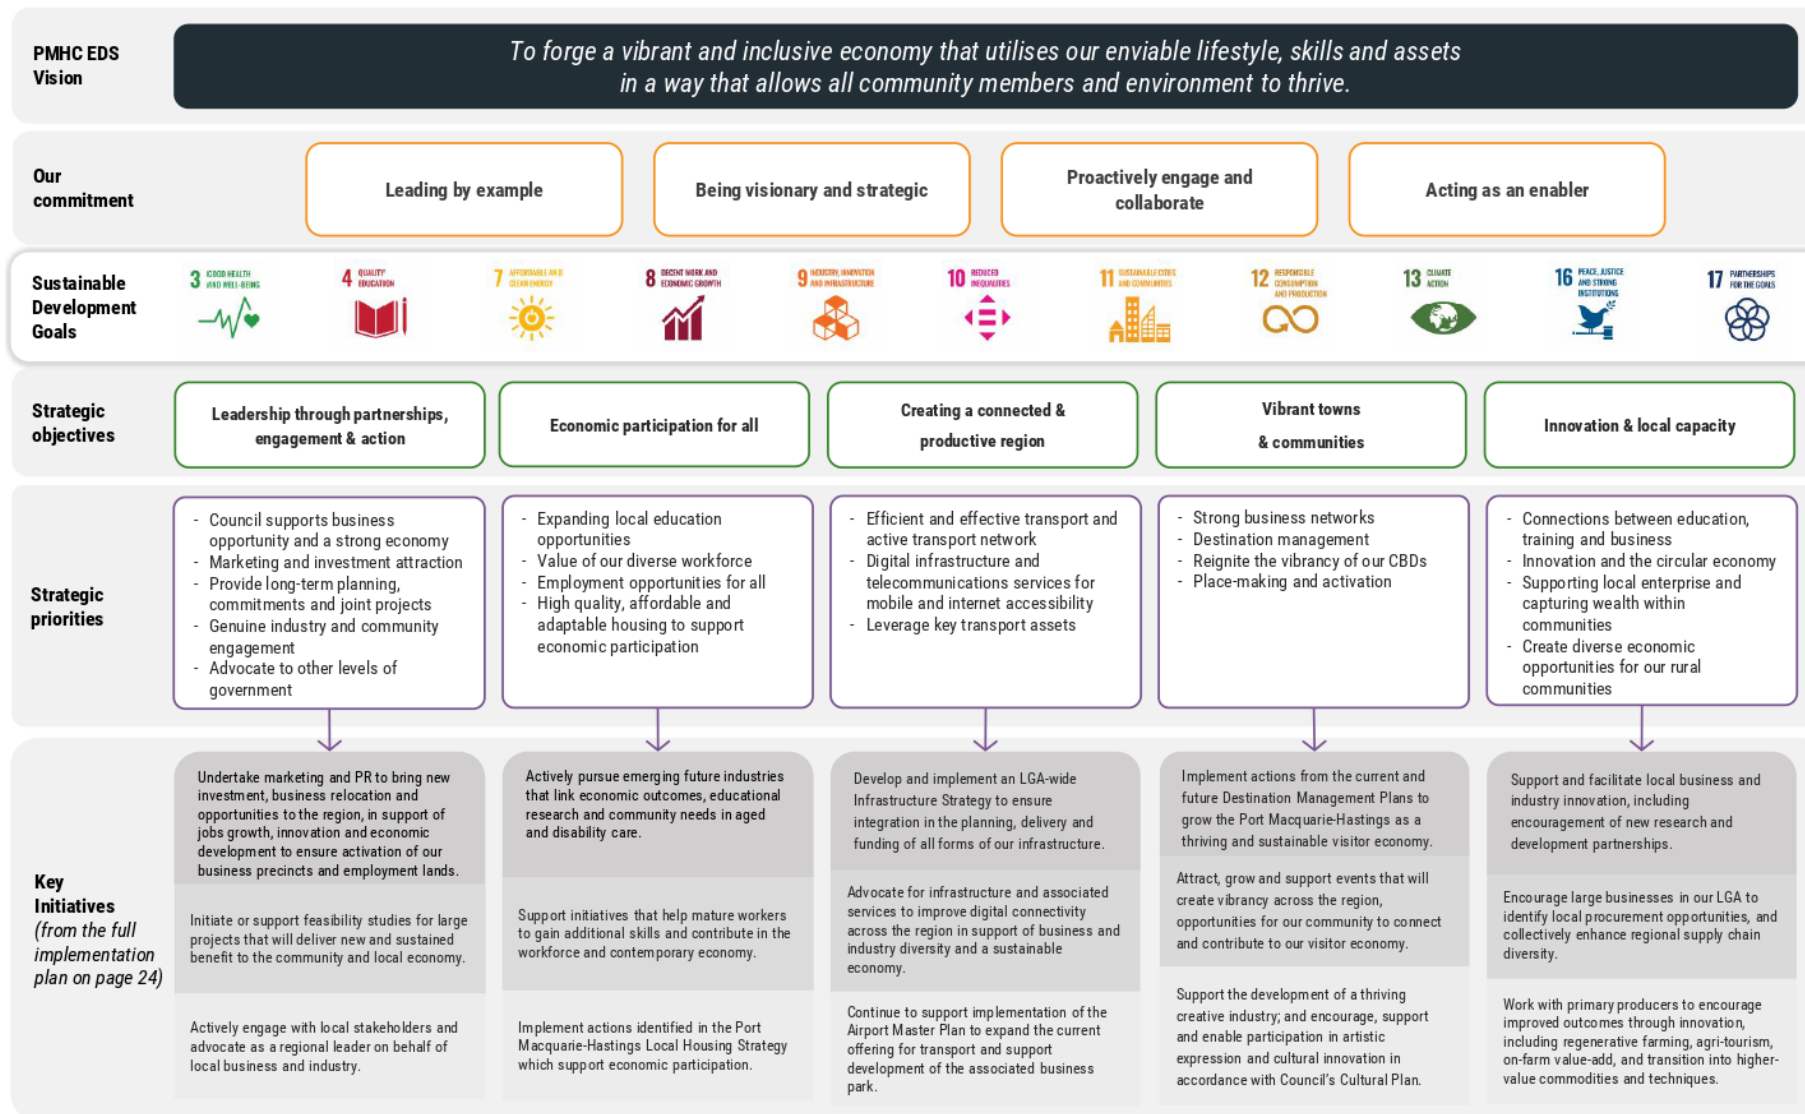 PMHC EDS
Vision
To forge a vibrant and inclusive economy that utilises our enviable lifestyle, skills and assets
in a way that allows all community members and environment to thrive.
Our
commitment
Leading by example
Being visionary and strategic
Proactively engage and
collaborate
Acting as an enabler
Sustainable
Development
Goals
3 GOOD HEALTH
AND WELL-BEING
4 QUALITY
EDUCATION
7 AFFORDABLE AND
CLEAN ENERGY
8 DECENT WORK AND
ECONOMIC GROWTH
9 INDUSTRY, INNOVATION
AND INFRASTRUCTURE
10 REDUCED
INEQUALITIES
11 SUSTAINABLE CITIES
AND COMMUNITIES
12 RESPONSIBLE
CONSUMPTION
AND PRODUCTION
13 CLIMATE
ACTION
16 PEACE, JUSTICE
AND STRONG
INSTITUTIONS
17 PARTNERSHIPS
FOR THE GOALS
Strategic
objectives
Leadership through partnerships,
engagement & action
Economic participation for all
Creating a connected &
productive region
Vibrant towns
& communities
Innovation & local capacity
Strategic
priorities
- Council supports business
opportunity and a strong economy
- Marketing and investment attraction
- Provide long-term planning,
commitments and joint projects
- Genuine industry and community
engagement
- Advocate to other levels of
government
- Expanding local education
opportunities
- Value of our diverse workforce
- Employment opportunities for all
- High quality, affordable and
adaptable housing to support
economic participation
- Efficient and effective transport and
active transport network
- Digital infrastructure and
telecommunications services for
mobile and internet accessibility
- Leverage key transport assets
- Strong business networks
- Destination management
- Reignite the vibrancy of our CBDs
- Place-making and activation
- Connections between education,
training and business
- Innovation and the circular economy
- Supporting local enterprise and
capturing wealth within
communities
- Create diverse economic
opportunities for our rural
communities
Key
Initiatives
(from the full
implementation
plan on page 24)
Undertake marketing and PR to bring new
investment, business relocation and
opportunities to the region, in support of
jobs growth, innovation and economic
development to ensure activation of our
business precincts and employment lands.
Initiate or support feasibility studies for large
projects that will deliver new and sustained
benefit to the community and local economy.
Actively engage with local stakeholders and
advocate as a regional leader on behalf of
local business and industry.
Actively pursue emerging future industries
that link economic outcomes, educational
research and community needs in aged
and disability care.
Support initiatives that help mature workers
to gain additional skills and contribute in the
workforce and contemporary economy.
Implement actions identified in the Port
Macquarie-Hastings Local Housing Strategy
which support economic participation.
Develop and implement an LGA-wide
Infrastructure Strategy to ensure
integration in the planning, delivery and
funding of all forms of our infrastructure.
Advocate for infrastructure and associated
services to improve digital connectivity
across the region in support of business and
industry diversity and a sustainable
economy.
Continue to support implementation of the
Airport Master Plan to expand the current
offering for transport and support
development of the associated business
park.
Implement actions from the current and
future Destination Management Plans to
grow the Port Macquarie-Hastings as a
thriving and sustainable visitor economy.
Attract, grow and support events that will
create vibrancy across the region,
opportunities for our community to connect
and contribute to our visitor economy.
Support the development of a thriving
creative industry; and encourage, support
and enable participation in artistic
expression and cultural innovation in
accordance with Council's Cultural Plan.
Support and facilitate local business and
industry innovation, including
encouragement of new research and
development partnerships.
Encourage large businesses in our LGA to
identify local procurement opportunities, and
collectively enhance regional supply chain
diversity.
Work with primary producers to encourage
improved outcomes through innovation,
including regenerative farming, agri-tourism,
on-farm value-add, and transition into higher-
value commodities and techniques.